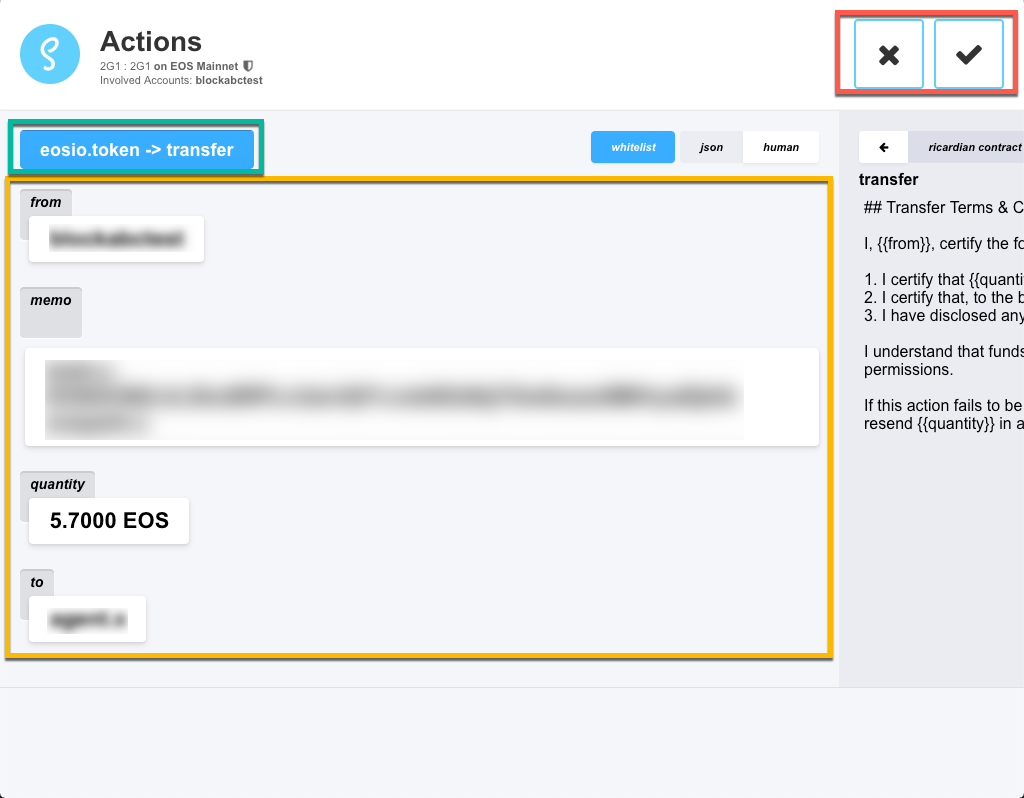 Actions
2G1 : 2G1 on EOS Mainnet
Involved Accounts: blockabctest
eosio.token -> transfer
whitelist
json
human
ricardian contract
from
memo
quantity
5.7000 EOS
to
transfer
## Transfer Terms & C
I, {{from}}, certify the fo
1. I certify that {{quanti
2. I certify that, to the b
3. I have disclosed any
I understand that funds
permissions.
If this action fails to be
resend {{quantity}} in a